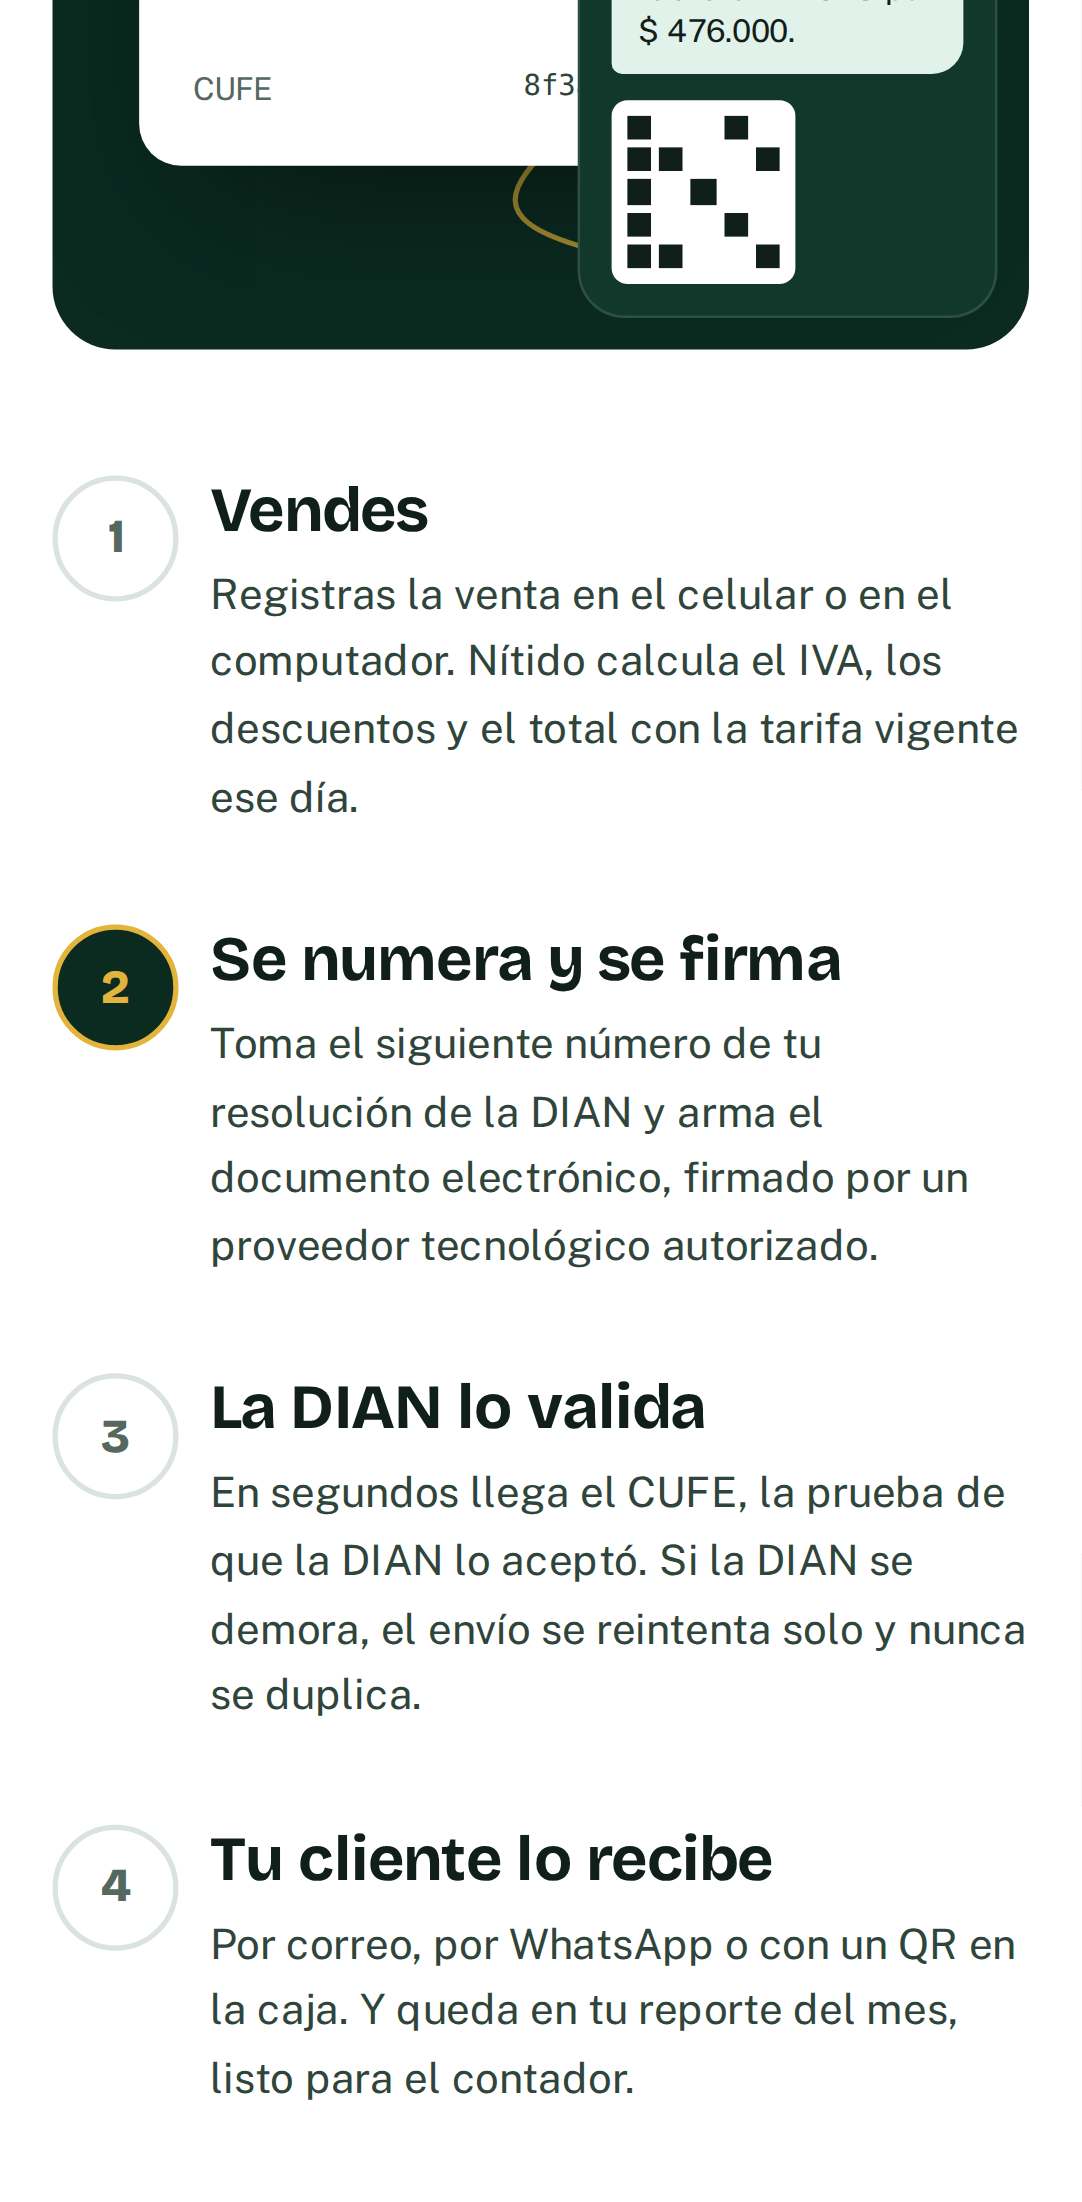 $ 476.000.
CUFE
8f3
1
Vendes
Registras la venta en el celular o en el
computador. Nítido calcula el IVA, los
descuentos y el total con la tarifa vigente
ese día.
2
Se numera y se firma
Toma el siguiente número de tu
resolución de la DIAN y arma el
documento electrónico, firmado por un
proveedor tecnológico autorizado.
3
La DIAN lo valida
En segundos llega el CUFE, la prueba de
que la DIAN lo aceptó. Si la DIAN se
demora, el envío se reintenta solo y nunca
se duplica.
4
Tu cliente lo recibe
Por correo, por WhatsApp o con un QR en
la caja. Y queda en tu reporte del mes,
listo para el contador.